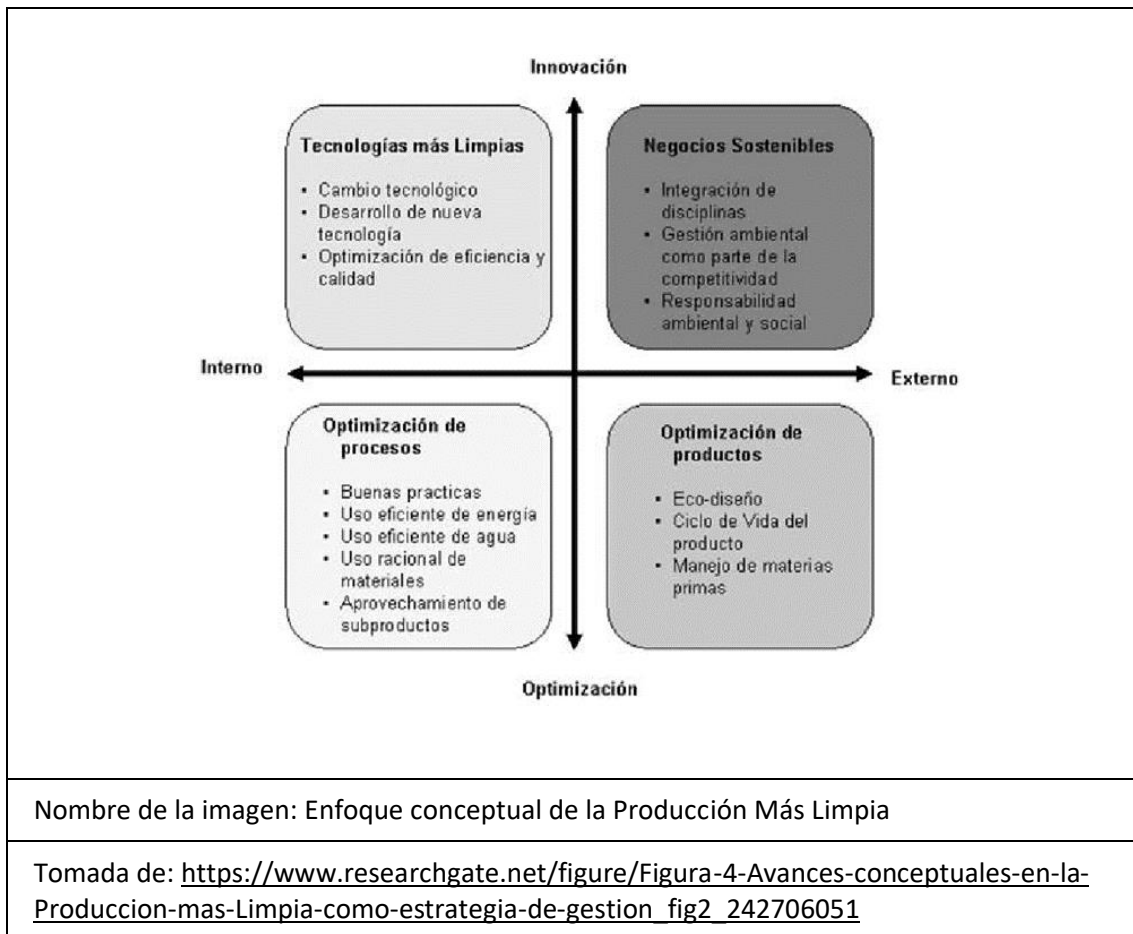 Innovación
Tecnologías más Limpias
• Cambio tecnológico
• Desarrollo de nueva
tecnología
• Optimización de eficiencia y
calidad
Negocios Sostenibles
• Integración de
disciplinas
• Gestión ambiental
como parte de la
competitividad
• Responsabilidad
ambiental y social
Interno
Externo
Optimización de
procesos
• Buenas practicas
• Uso eficiente de energía
• Uso eficiente de agua
• Uso racional de
materiales
• Aprovechamiento de
subproductos
Optimización de
productos
• Eco-diseño
• Ciclo de Vida del
producto
• Manejo de materias
primas
Optimización
Nombre de la imagen: Enfoque conceptual de la Producción Más Limpia
Tomada de: https://www.researchgate.net/figure/Figura-4-Avances-conceptuales-en-la-
Produccion-mas-Limpia-como-estrategia-de-gestion_fig2_242706051